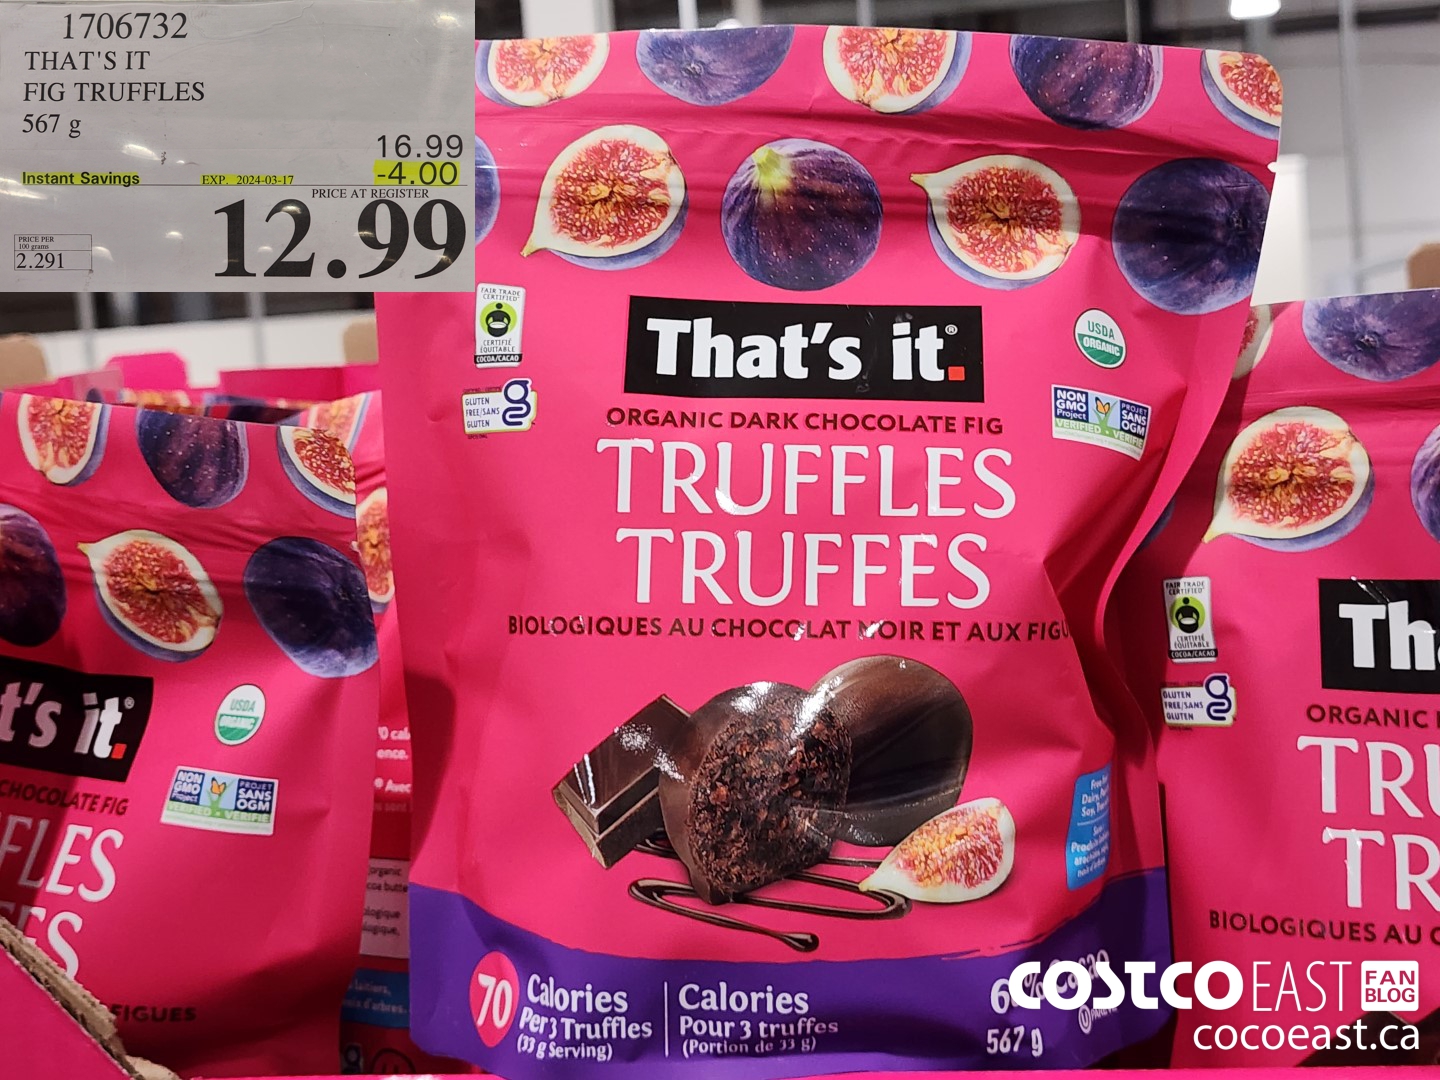 1706732
THAT'S IT
FIG TRUFFLES
567 g
16.99
Instant Savings EXP. 2024-03-17 -4.00
PRICE AT REGISTER
12.99
PRICE PER
100 grams
2.291
FAIR TRADE
CERTIFIED
CERTIFIÉ
ÉQUITABLE
COCOA/CACAO
GLUTEN
FREE/SANS
GLUTEN
That's it.®
USDA
ORGANIC
NON
GMO
Project
PROJET
SANS
OGM
VERIFIED • VERIFIÉ
ORGANIC DARK CHOCOLATE FIG
TRUFFLES
TRUFFES
BIOLOGIQUES AU CHOCOLAT NOIR ET AUX FIGU
70 Calories
Per 3 Truffles
(33 g Serving)
Calories
Pour 3 truffes
(Portion de 33 g)
567 g
t's it.®
CHOCOLATE FIG
FLES
FES
FIGUES
USDA
ORGANIC
NON
GMO
Project
PROJET
SANS
OGM
VERIFIED • VERIFIÉ
FAIR TRADE
CERTIFIED
CERTIFIÉ
ÉQUITABLE
COCOA/CACAO
GLUTEN
FREE/SANS
GLUTEN
Th
ORGANIC
TRU
TR
BIOLOGIQUES AU C
COSTCO EAST FAN
BLOG
cocoeast.ca